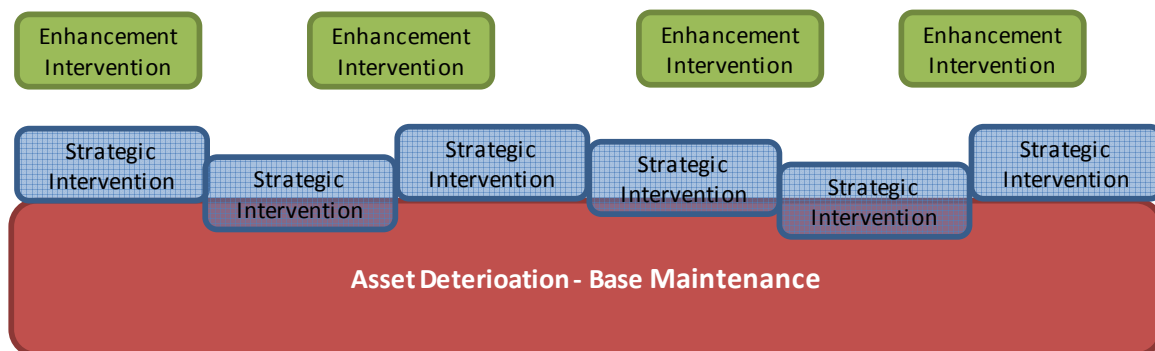 Enhancement
Intervention
Enhancement
Intervention
Enhancement
Intervention
Enhancement
Intervention
Strategic
Intervention
Strategic
Intervention
Strategic
Intervention
Strategic
Intervention
Strategic
Intervention
Strategic
Intervention
Asset Deterioation - Base Maintenance